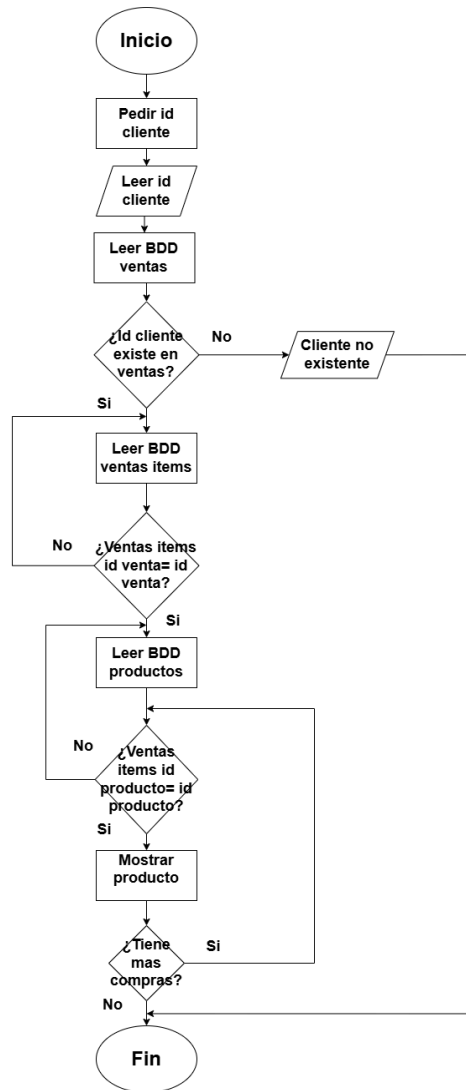 Inicio
Pedir id
cliente
Leer id
cliente
Leer BDD
ventas
¿Id cliente
existe en
ventas?
No
Cliente no
existente
Si
Leer BDD
ventas items
No
¿Ventas items
id venta= id
venta?
Si
Leer BDD
productos
No
¿Ventas
items id
producto= id
producto?
Si
Mostrar
producto
¿Tiene
mas
compras?
Si
No
Fin